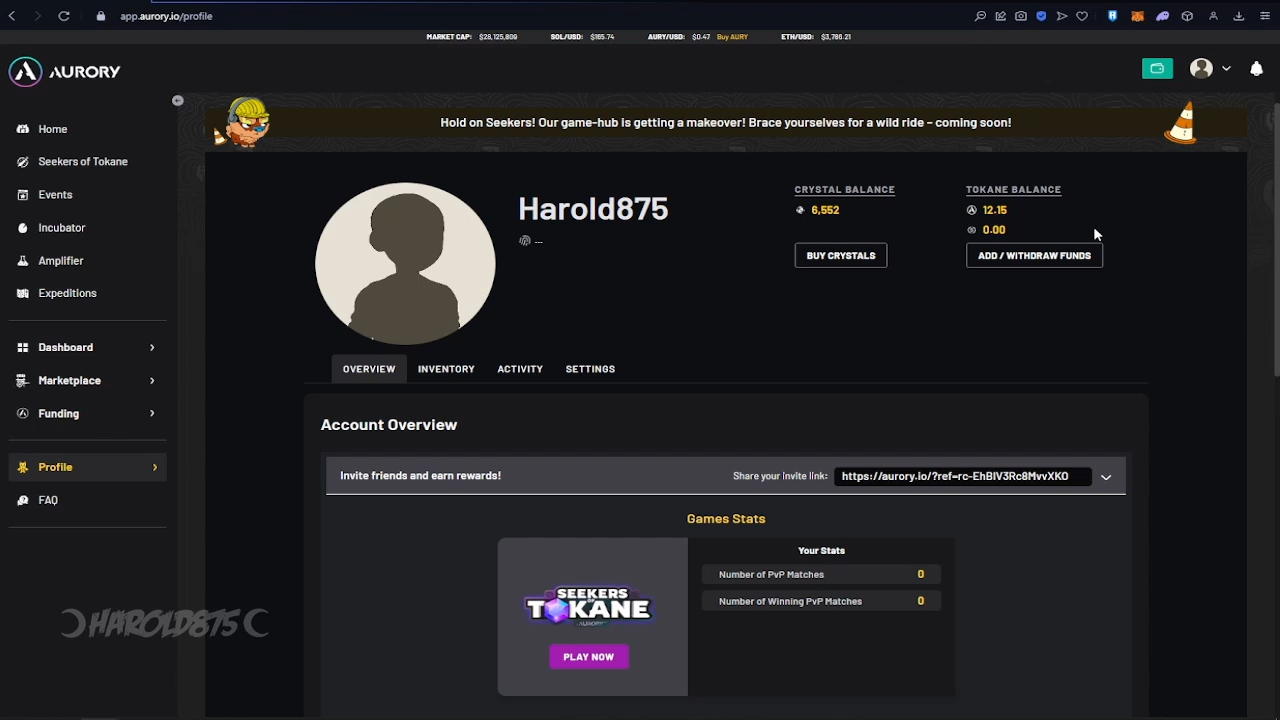 app.aurory.io/profile
MARKET CAP: $28,125,809 SOL/USD: $165.74 AURY/USD: $0.47 Buy AURY ETH/USD: $3,786.21
AURORY
Hold on Seekers! Our game-hub is getting a makeover! Brace yourselves for a wild ride – coming soon!
Home
Seekers of Tokane
Events
Incubator
Amplifier
Expeditions
Dashboard
Marketplace
Funding
Profile
FAQ
Harold875
---
CRYSTAL BALANCE
6,552
BUY CRYSTALS
TOKANE BALANCE
12.15
0.00
ADD / WITHDRAW FUNDS
OVERVIEW INVENTORY ACTIVITY SETTINGS
Account Overview
Invite friends and earn rewards! Share your invite link: https://aurory.io/?ref=rc-EhBIV3Rc8MvvXKO
Games Stats
SEEKERS
OF TOKANE
AURORY
PLAY NOW
Your Stats
Number of PvP Matches 0
Number of Winning PvP Matches 0
HAROLD875